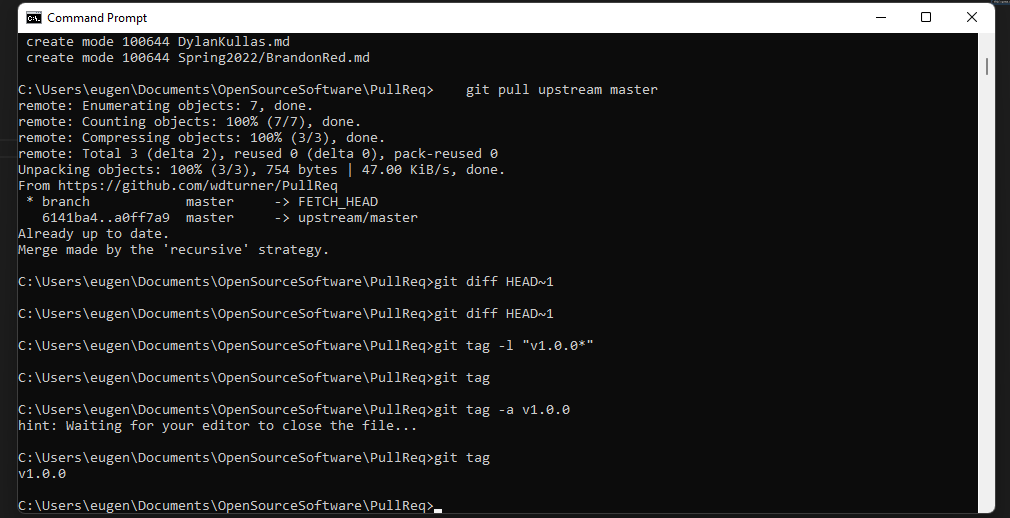 Command Prompt
create mode 100644 DylanKullas.md
create mode 100644 Spring2022/BrandonRed.md
C:\Users\eugen\Documents\OpenSourceSoftware\PullReq>    git pull upstream master
remote: Enumerating objects: 7, done.
remote: Counting objects: 100% (7/7), done.
remote: Compressing objects: 100% (3/3), done.
remote: Total 3 (delta 2), reused 0 (delta 0), pack-reused 0
Unpacking objects: 100% (3/3), 754 bytes | 47.00 KiB/s, done.
From https://github.com/wdturner/PullReq
 * branch            master     -> FETCH_HEAD
   6141ba4..a0ff7a9  master     -> upstream/master
Already up to date.
Merge made by the 'recursive' strategy.
C:\Users\eugen\Documents\OpenSourceSoftware\PullReq>git diff HEAD~1
C:\Users\eugen\Documents\OpenSourceSoftware\PullReq>git diff HEAD~1
C:\Users\eugen\Documents\OpenSourceSoftware\PullReq>git tag -l "v1.0.0*"
C:\Users\eugen\Documents\OpenSourceSoftware\PullReq>git tag
C:\Users\eugen\Documents\OpenSourceSoftware\PullReq>git tag -a v1.0.0
hint: Waiting for your editor to close the file...
C:\Users\eugen\Documents\OpenSourceSoftware\PullReq>git tag
v1.0.0
C:\Users\eugen\Documents\OpenSourceSoftware\PullReq>